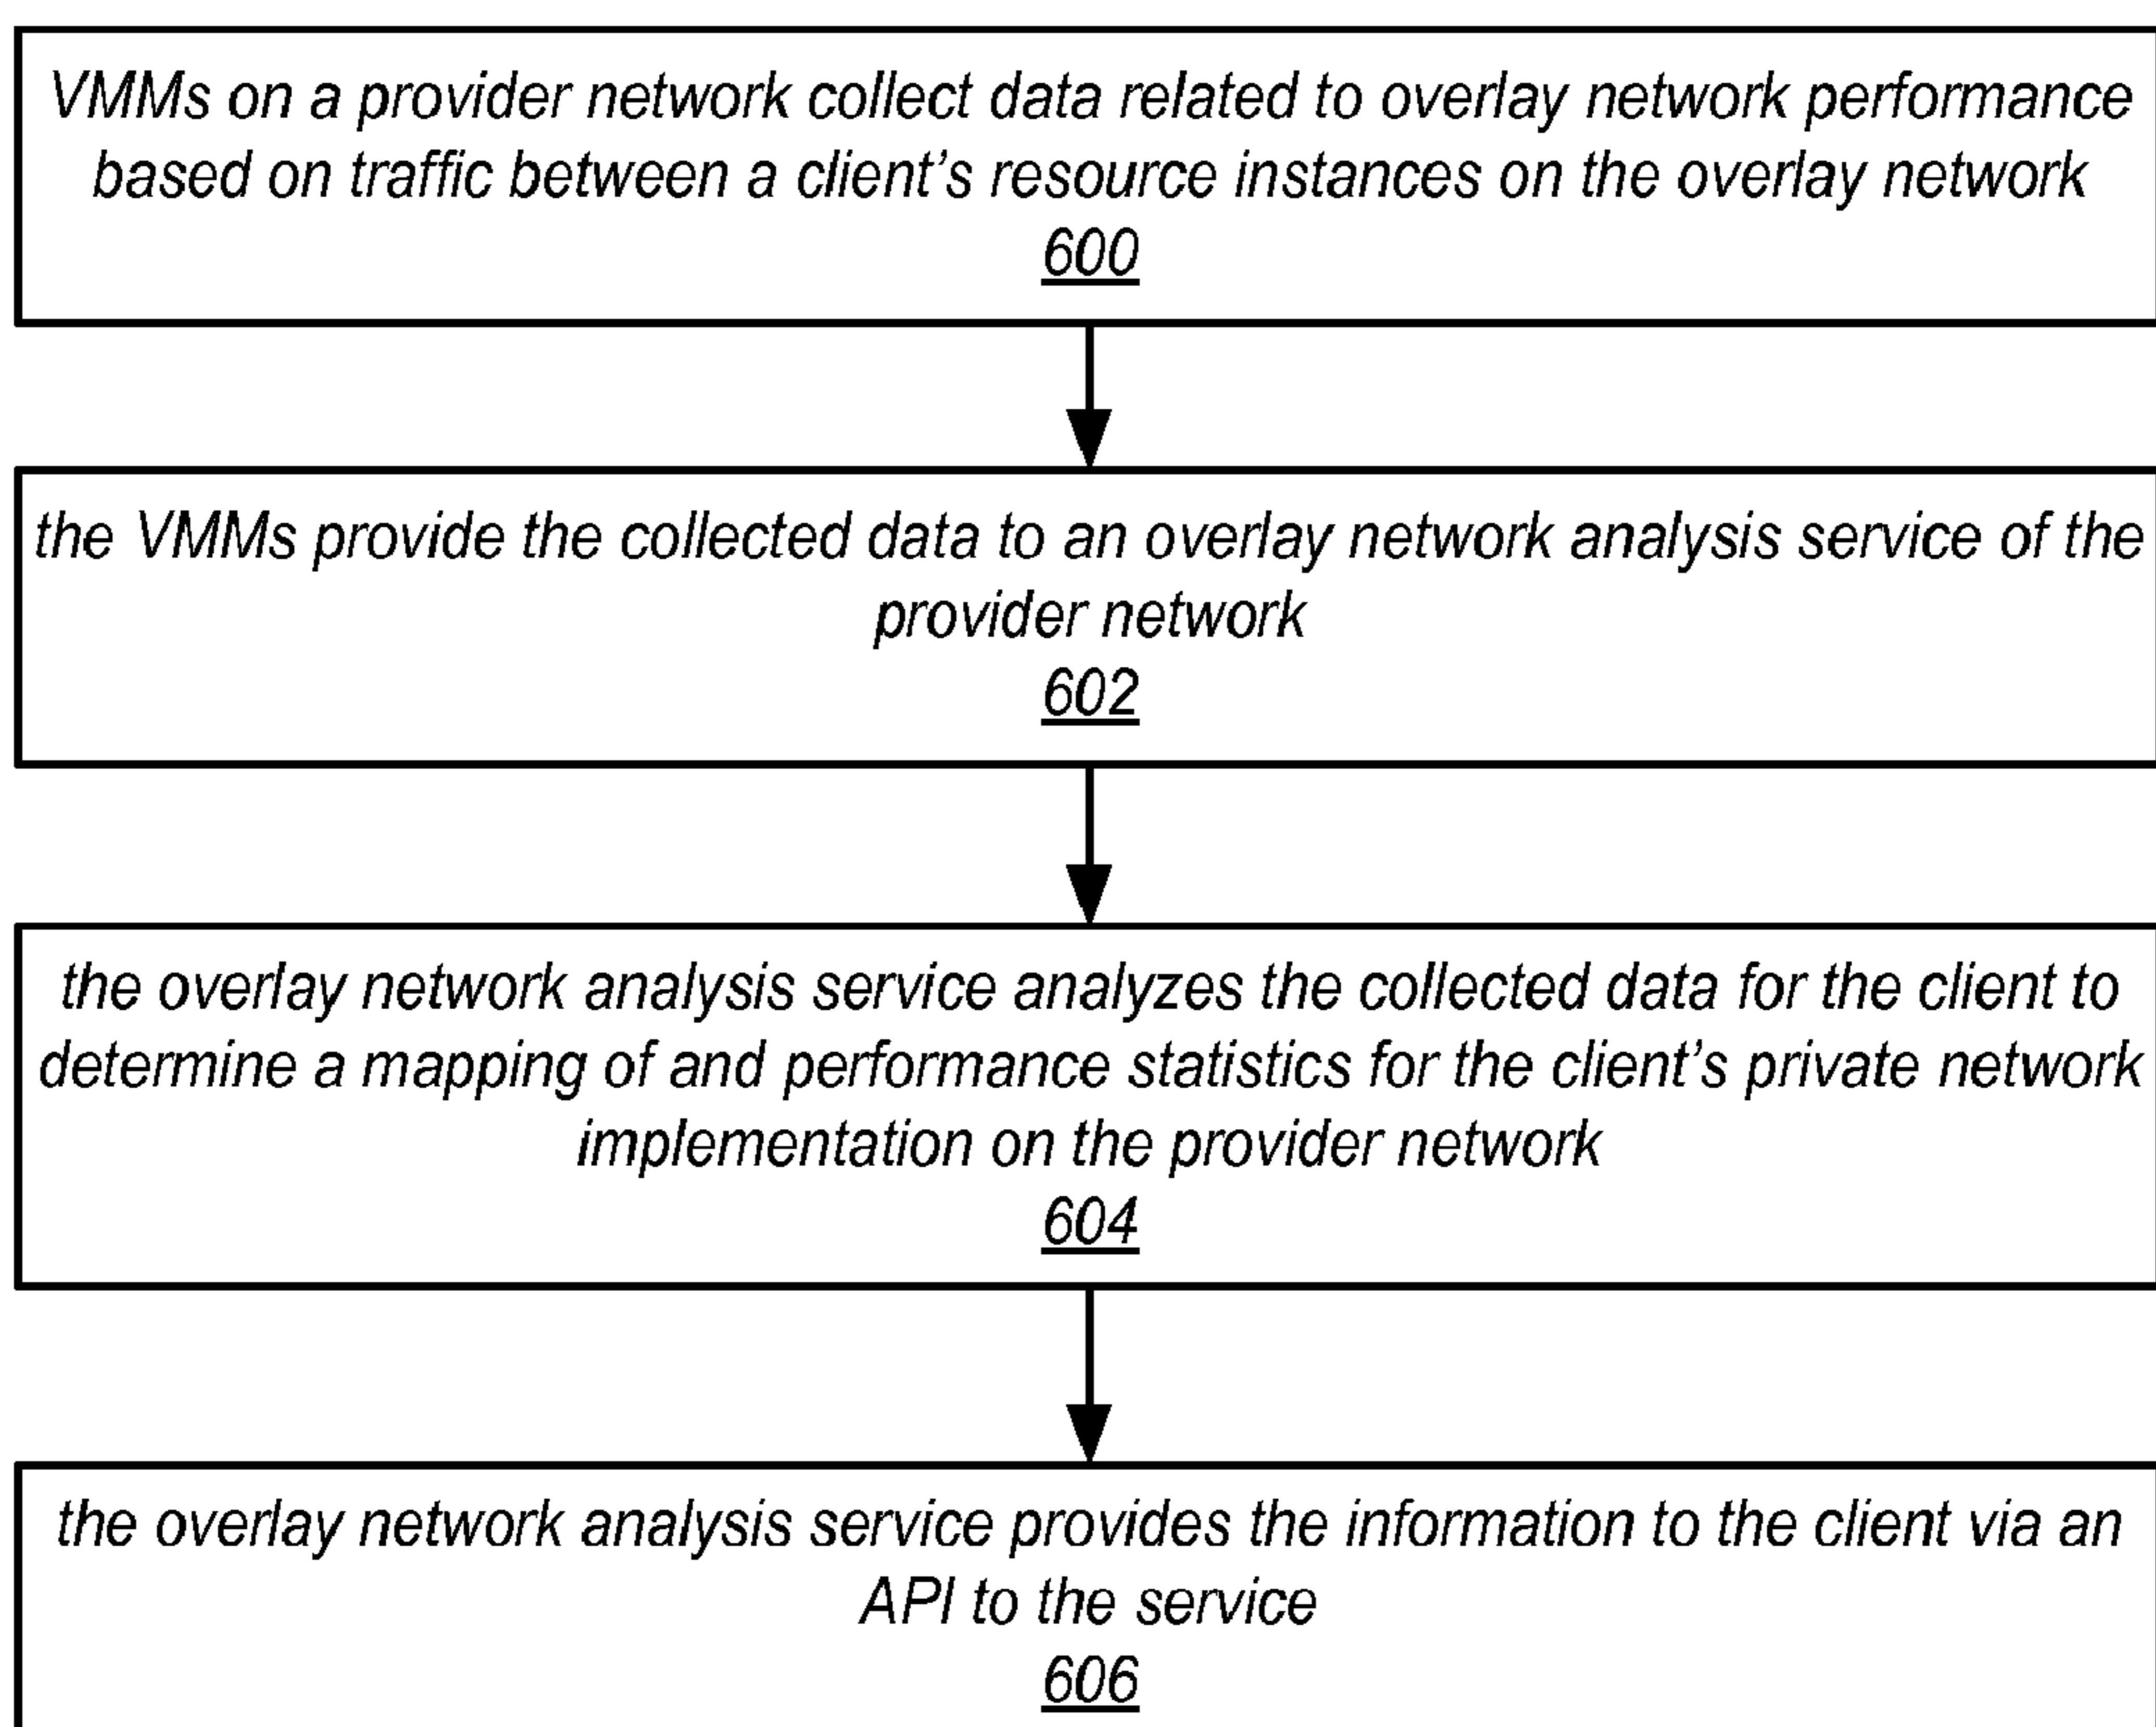 VMMs on a provider network collect data related to overlay network performance
based on traffic between a client's resource instances on the overlay network
600
the VMMs provide the collected data to an overlay network analysis service of the
provider network
602
the overlay network analysis service analyzes the collected data for the client to
determine a mapping of and performance statistics for the client's private network
implementation on the provider network
604
the overlay network analysis service provides the information to the client via an
API to the service
606